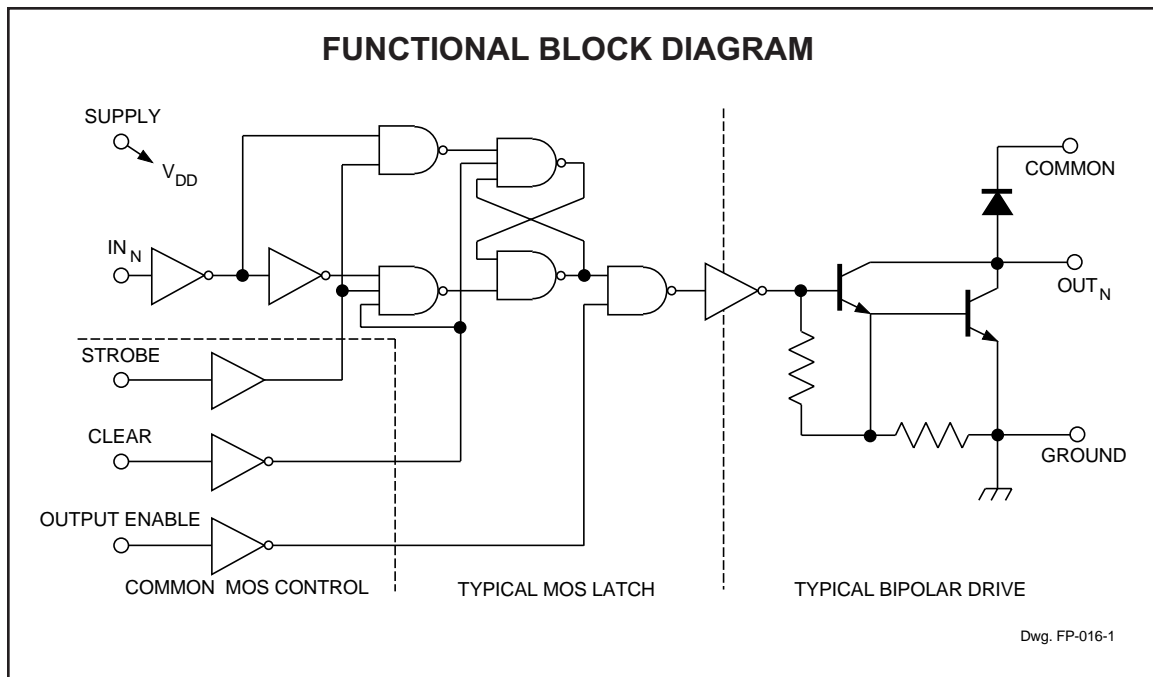 FUNCTIONAL BLOCK DIAGRAM
SUPPLY
VDD
COMMON
INN
OUTN
STROBE
CLEAR
GROUND
OUTPUT ENABLE
COMMON MOS CONTROL
TYPICAL MOS LATCH
TYPICAL BIPOLAR DRIVE
Dwg. FP-016-1